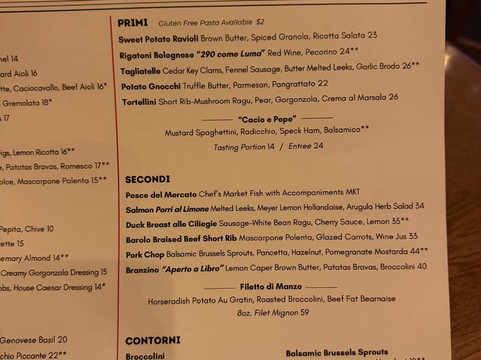 PRIMI Gluten Free Pasta Available $2
Sweet Potato Ravioli Brown Butter, Spiced Granola, Ricotta Salata 23
Rigatoni Bolognese "290 come Luma" Red Wine, Pecorino 24**
Tagliatelle Cedar Key Clams, Fennel Sausage, Butter Melted Leeks, Garlic Brodo 26**
Potato Gnocchi Truffle Butter, Parmesan, Pangrattato 22
Tortellini Short Rib-Mushroom Ragu, Pear, Gorgonzola, Crema al Marsala 26
"Cacio e Pepe"
Mustard Spaghettini, Radicchio, Speck Ham, Balsamico**
Tasting Portion 14 / Entree 24
SECONDI
Pesce del Mercato Chef's Market Fish with Accompaniments MKT
Salmon Porri al Limone Melted Leeks, Meyer Lemon Hollandaise, Arugula Herb Salad 34
Duck Breast alle Ciliegie Sausage-White Bean Ragu, Cherry Sauce, Lemon 35**
Barolo Braised Beef Short Rib Mascarpone Polenta, Glazed Carrots, Wine Jus 33
Pork Chop Balsamic Brussels Sprouts, Pancetta, Hazelnut, Pomegranate Mostarda 44**
Branzino "Aperto a Libro" Lemon Caper Brown Butter, Patatas Bravas, Broccolini 40
Filetto di Manzo
Horseradish Potato Au Gratin, Roasted Broccolini, Beef Fat Bearnaise
8oz. Filet Mignon 59
CONTORNI
Broccolini
Balsamic Brussels Sprouts
14
Aioli 16
Caciovallo, Beef Aioli 16*
Gremolata 18*
17
Lemon Ricotta 16**
Patatas Bravas, Romesco 17**
Mascarpone Polenta 15**
Pepita, Chive 10
15
Almond 14**
Creamy Gorgonzola Dressing 15
House Caesar Dressing 14*
Genovese Basil 20
Piccante 22**